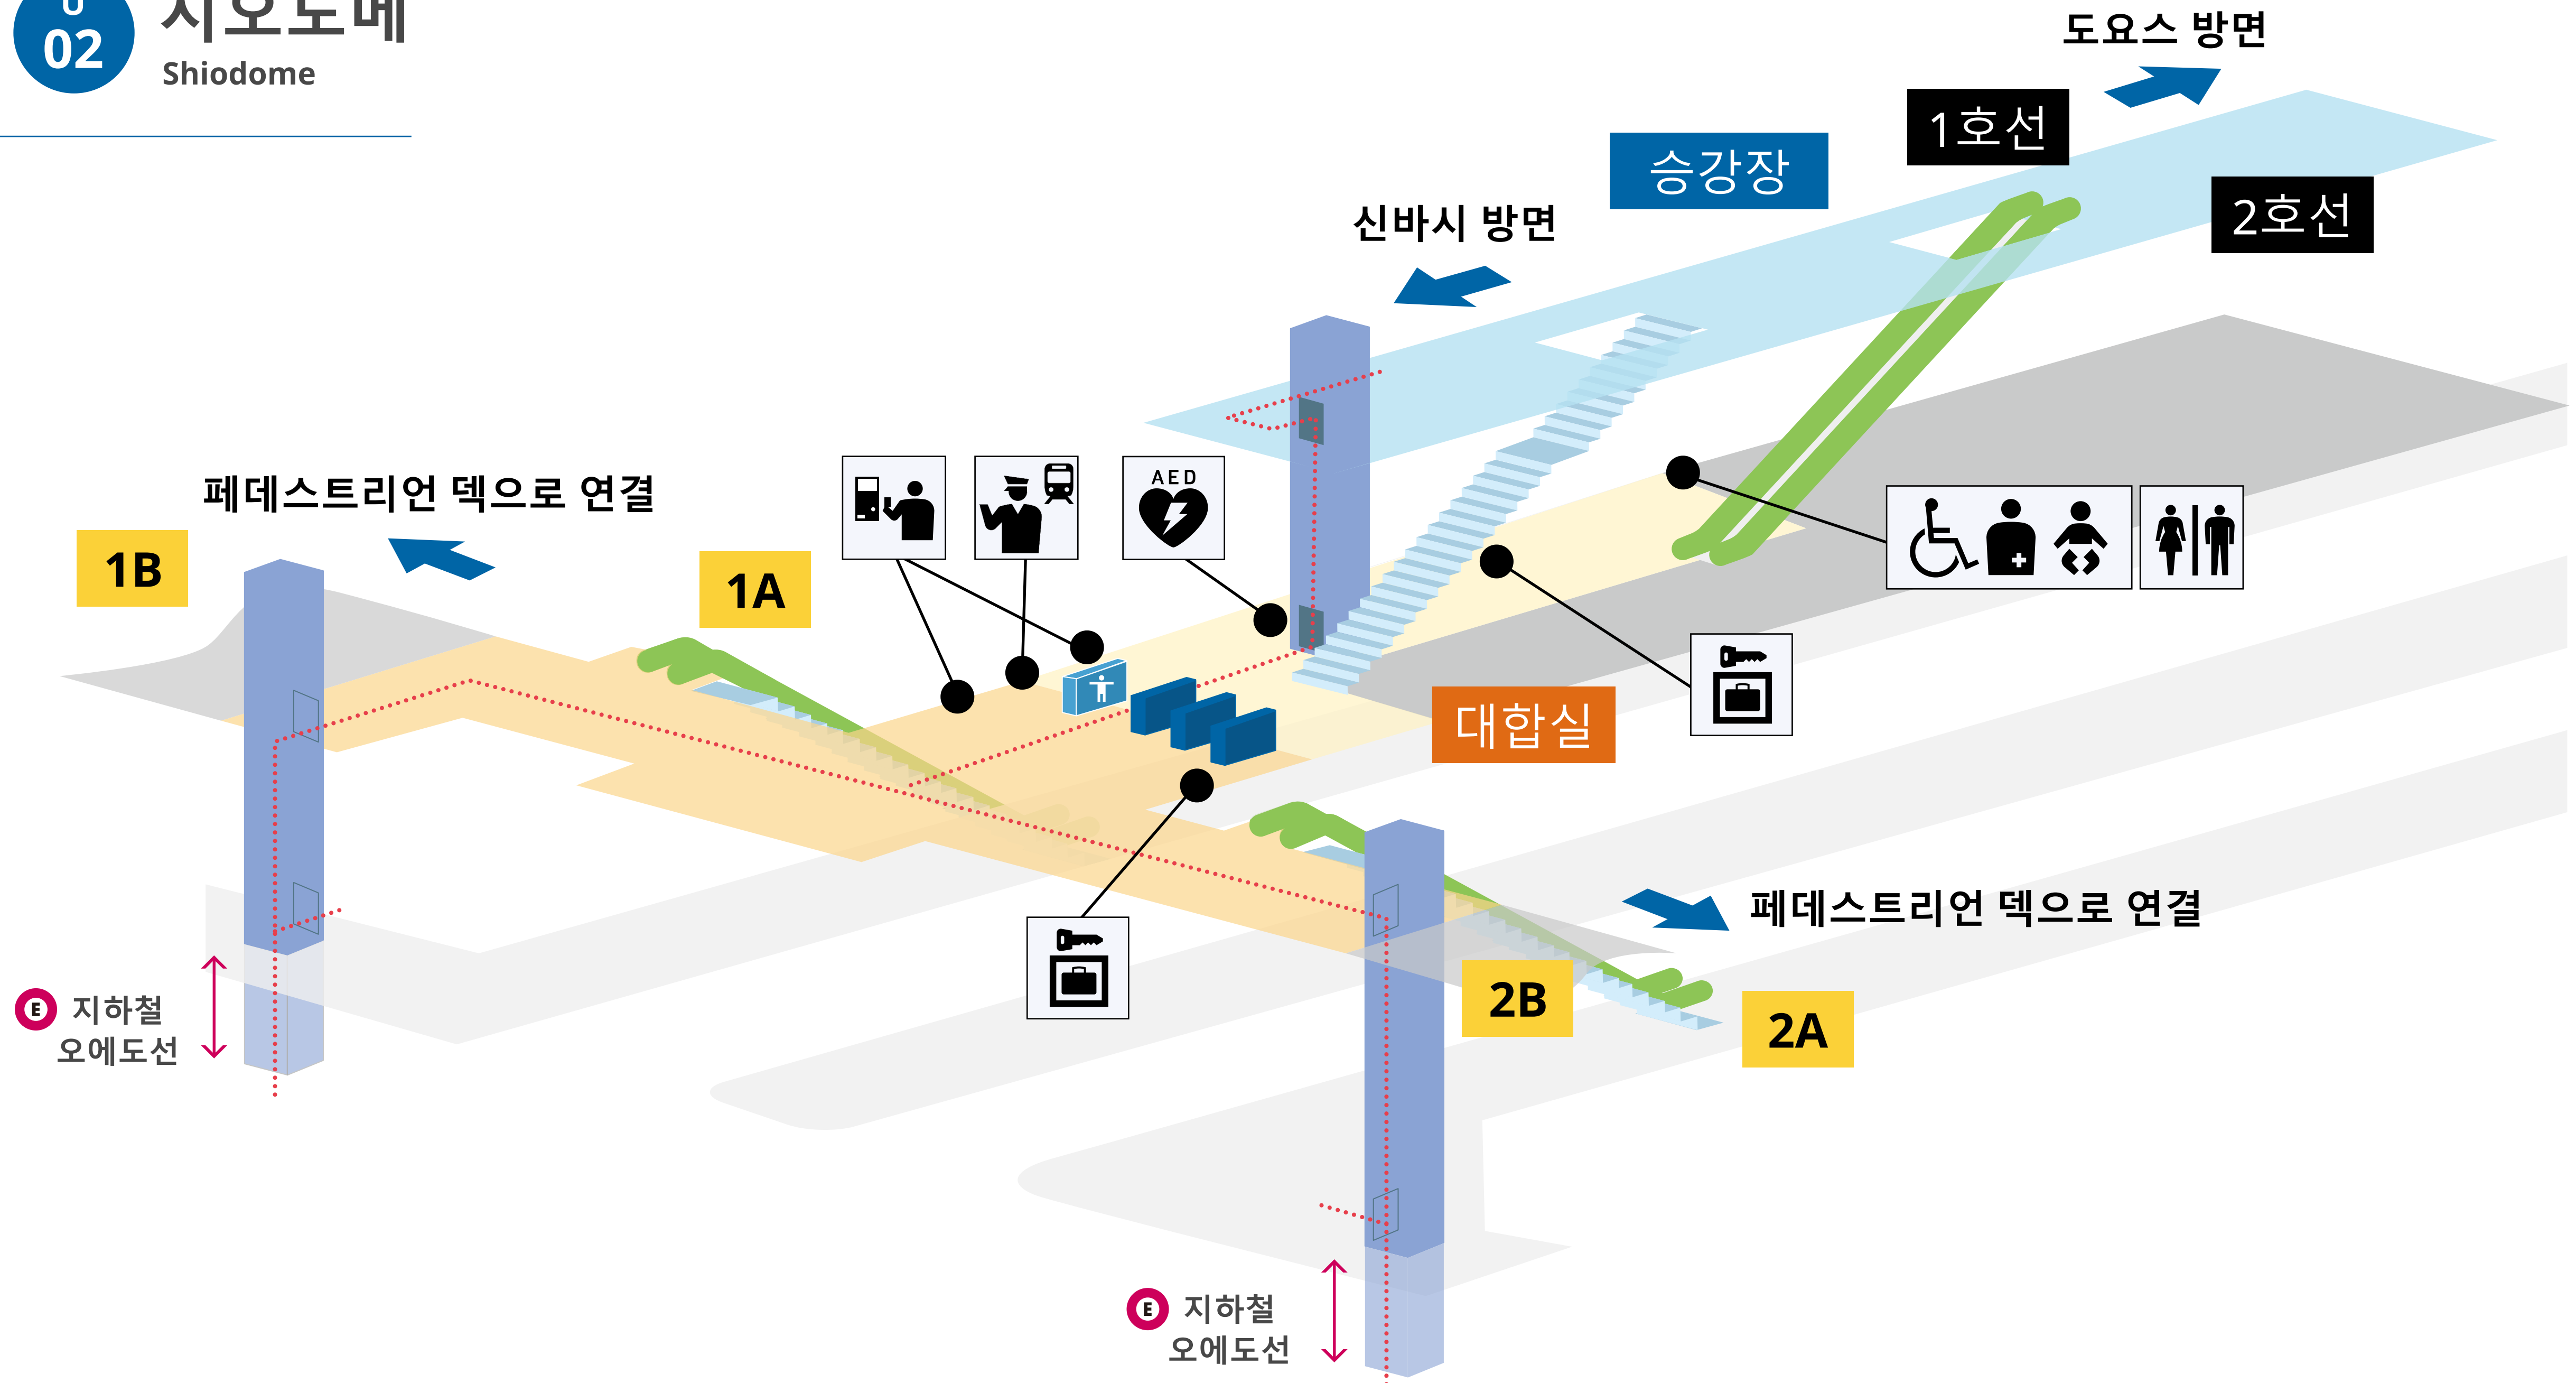 U
02
시오도메
Shiodome
도요스 방면
1호선
승강장
2호선
신바시 방면
페데스트리언 덱으로 연결
1B
1A
AED
대합실
페데스트리언 덱으로 연결
2B
2A
E 지하철
오에도선
E 지하철
오에도선